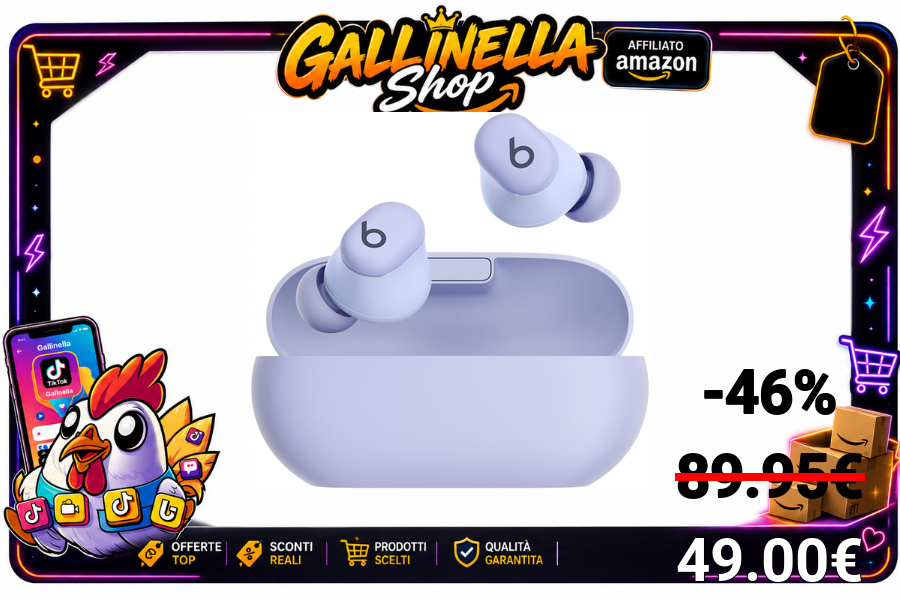 GALLINELLA
Shop
AFFILIATO
amazon
b
b
Gallinella
TikTok
Gallinella
-46%
89.95€
49.00€
OFFERTE
TOP
SCONTI
REALI
PRODOTTI
SCELTI
QUALITÀ
GARANTITA